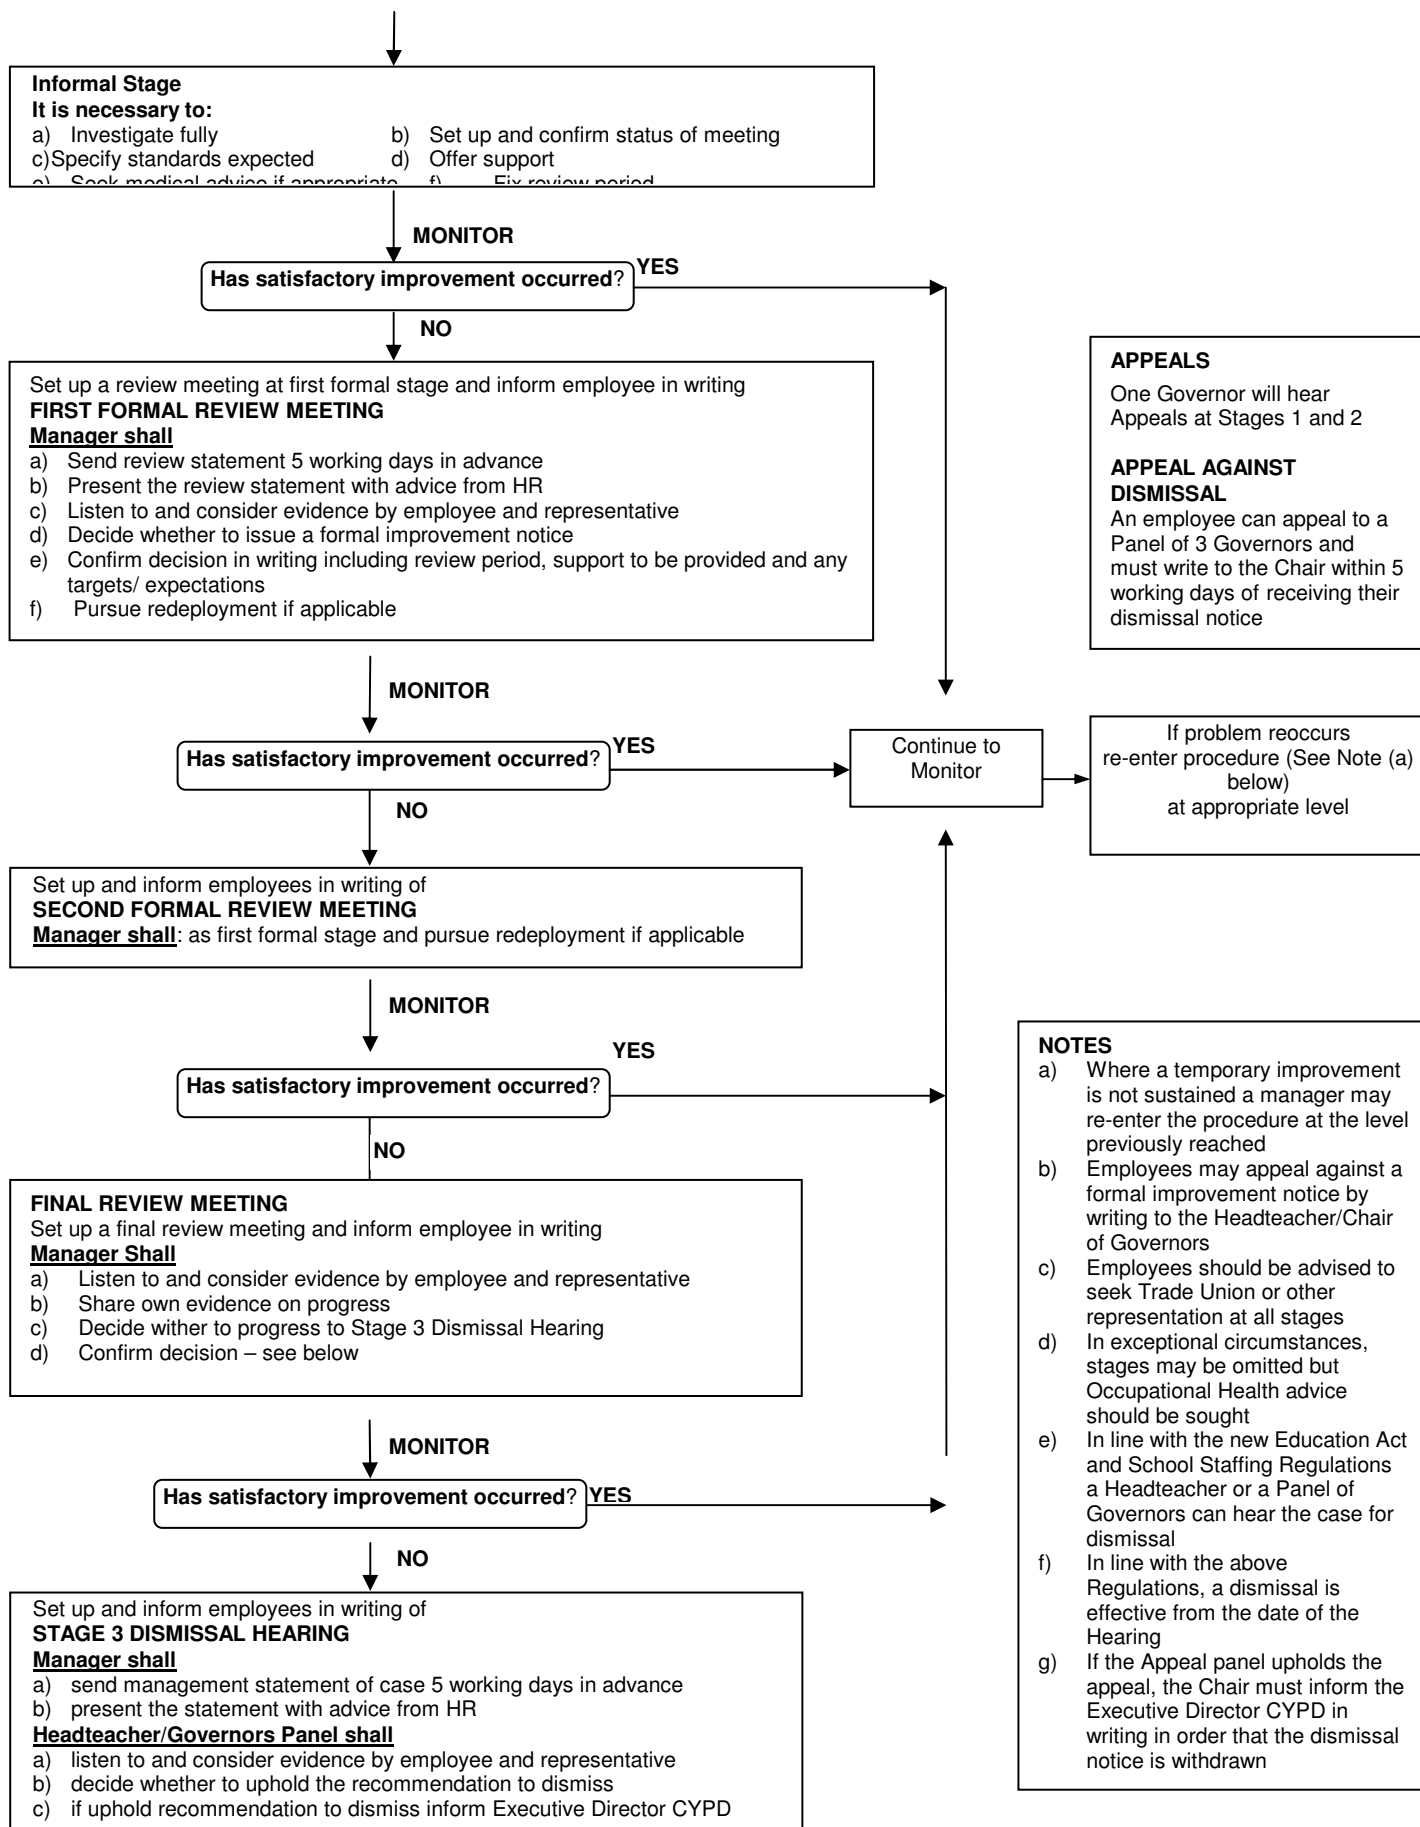 Informal Stage
It is necessary to:
a) Investigate fully b) Set up and confirm status of meeting
c)Specify standards expected d) Offer support
e) Seek medical advice if appropriate f) Fix review period
MONITOR
Has satisfactory improvement occurred?
YES
NO
Set up a review meeting at first formal stage and inform employee in writing
FIRST FORMAL REVIEW MEETING
Manager shall
a) Send review statement 5 working days in advance
b) Present the review statement with advice from HR
c) Listen to and consider evidence by employee and representative
d) Decide whether to issue a formal improvement notice
e) Confirm decision in writing including review period, support to be provided and any
targets/ expectations
f) Pursue redeployment if applicable
APPEALS
One Governor will hear
Appeals at Stages 1 and 2
APPEAL AGAINST
DISMISSAL
An employee can appeal to a
Panel of 3 Governors and
must write to the Chair within 5
working days of receiving their
dismissal notice
MONITOR
Has satisfactory improvement occurred?
YES
NO
Continue to
Monitor
If problem reoccurs
re-enter procedure (See Note (a)
below)
at appropriate level
Set up and inform employees in writing of
SECOND FORMAL REVIEW MEETING
Manager shall: as first formal stage and pursue redeployment if applicable
MONITOR
Has satisfactory improvement occurred?
YES
NO
FINAL REVIEW MEETING
Set up a final review meeting and inform employee in writing
Manager Shall
a) Listen to and consider evidence by employee and representative
b) Share own evidence on progress
c) Decide wither to progress to Stage 3 Dismissal Hearing
d) Confirm decision – see below
MONITOR
Has satisfactory improvement occurred?
YES
NO
Set up and inform employees in writing of
STAGE 3 DISMISSAL HEARING
Manager shall
a) send management statement of case 5 working days in advance
b) present the statement with advice from HR
Headteacher/Governors Panel shall
a) listen to and consider evidence by employee and representative
b) decide whether to uphold the recommendation to dismiss
c) if uphold recommendation to dismiss inform Executive Director CYPD
NOTES
a) Where a temporary improvement
is not sustained a manager may
re-enter the procedure at the level
previously reached
b) Employees may appeal against a
formal improvement notice by
writing to the Headteacher/Chair
of Governors
c) Employees should be advised to
seek Trade Union or other
representation at all stages
d) In exceptional circumstances,
stages may be omitted but
Occupational Health advice
should be sought
e) In line with the new Education Act
and School Staffing Regulations
a Headteacher or a Panel of
Governors can hear the case for
dismissal
f) In line with the above
Regulations, a dismissal is
effective from the date of the
Hearing
g) If the Appeal panel upholds the
appeal, the Chair must inform the
Executive Director CYPD in
writing in order that the dismissal
notice is withdrawn